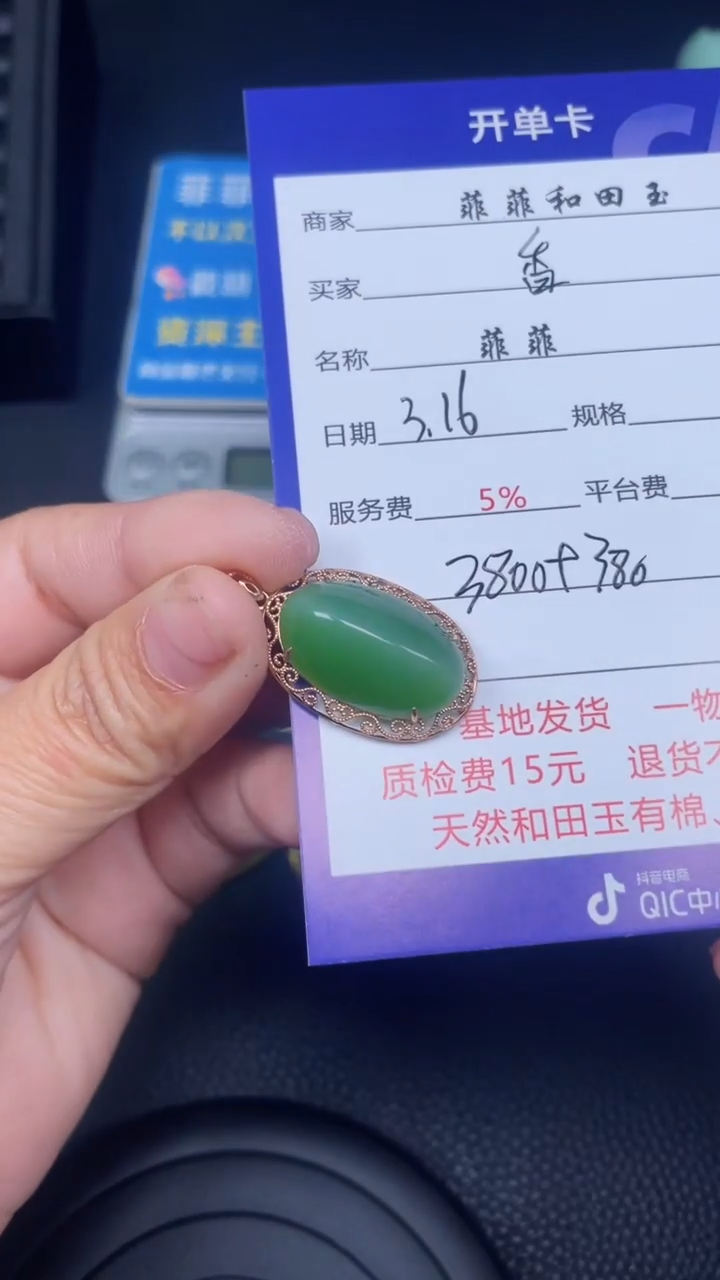 开单卡
商家 菲菲和田玉
买家 香
名称 菲菲
日期 3.16 规格
服务费 5% 平台费
3800+380
基地发货 一物
质检费15元 退货不
天然和田玉有棉、
抖音电商
QIC中心